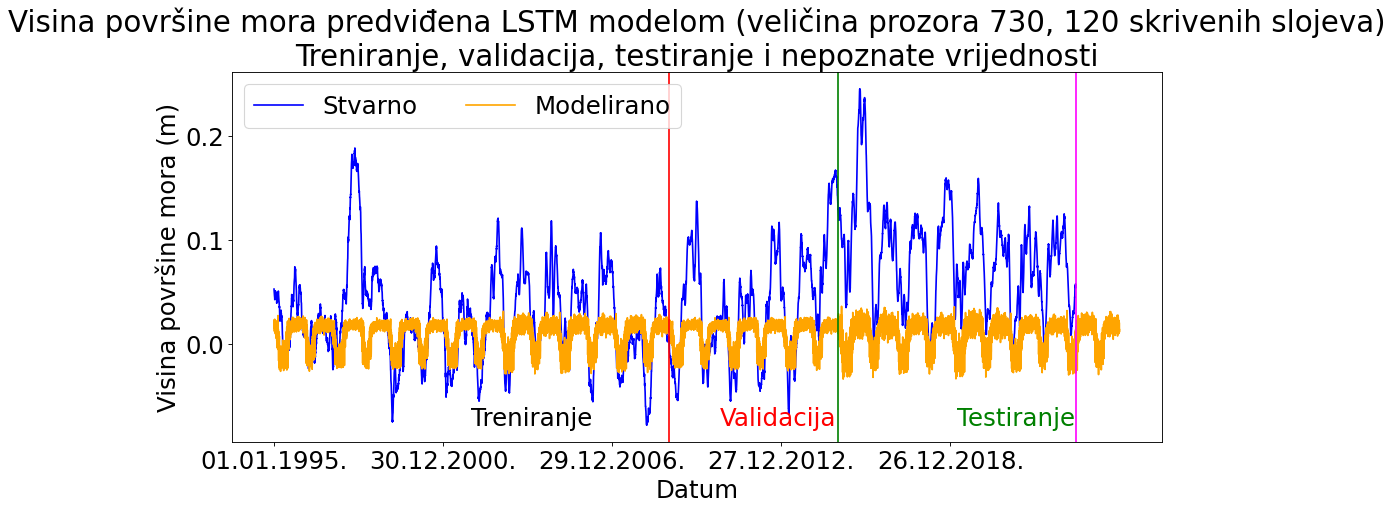 Visina površine mora predviđena LSTM modelom (veličina prozora 730, 120 skrivenih slojeva)
Treniranje, validacija, testiranje i nepoznate vrijednosti
Stvarno Modelirano
Visina površine mora (m)
0.2
0.1
0.0
Treniranje Validacija Testiranje
01.01.1995. 30.12.2000. 29.12.2006. 27.12.2012. 26.12.2018.
Datum